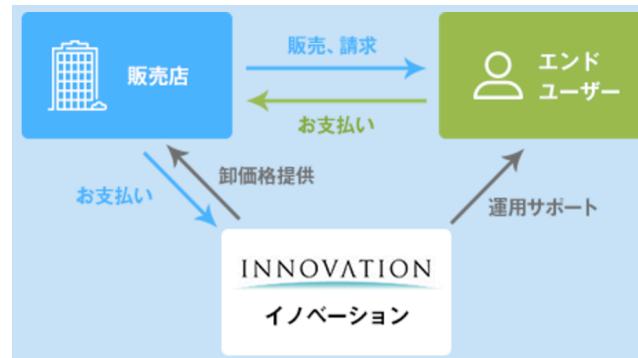 販売店
販売、請求
お支払い
エンド
ユーザー
お支払い
卸価格提供
運用サポート
INNOVATION
イノベーション